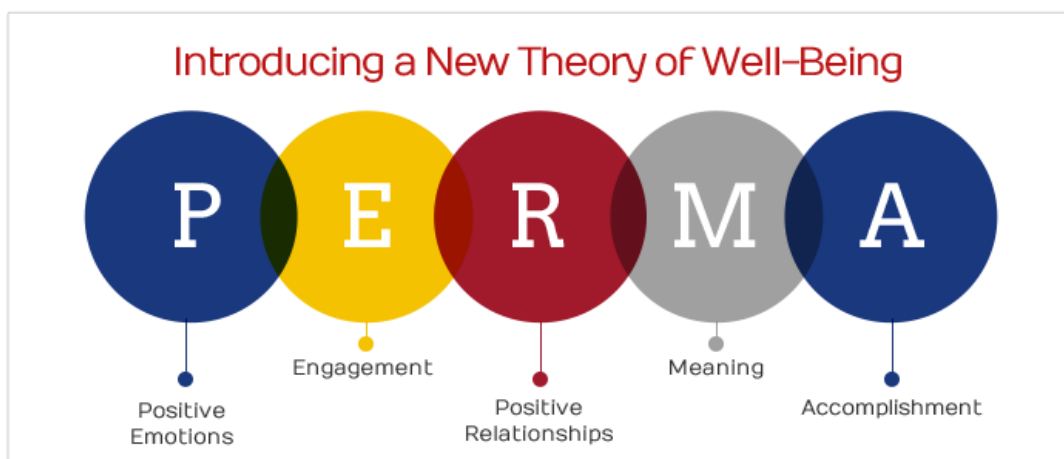 Introducing a New Theory of Well-Being
P E R M A
Engagement
Meaning
Positive
Emotions
Positive
Relationships
Accomplishment